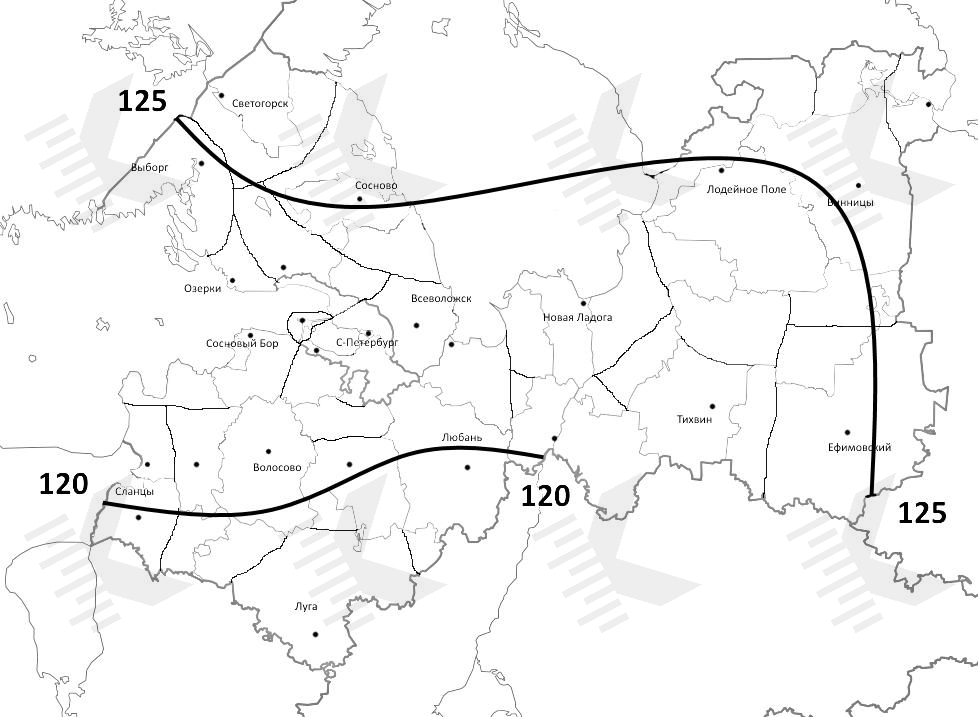 125
Светогорск
Выборг
Сосново
Лодейное Поле
Винницы
Озерки
Всеволожск
Новая Ладога
Сосновый Бор
С-Петербург
Тихвин
Любань
Ефимовский
Волосово
120
Сланцы
120
125
Луга